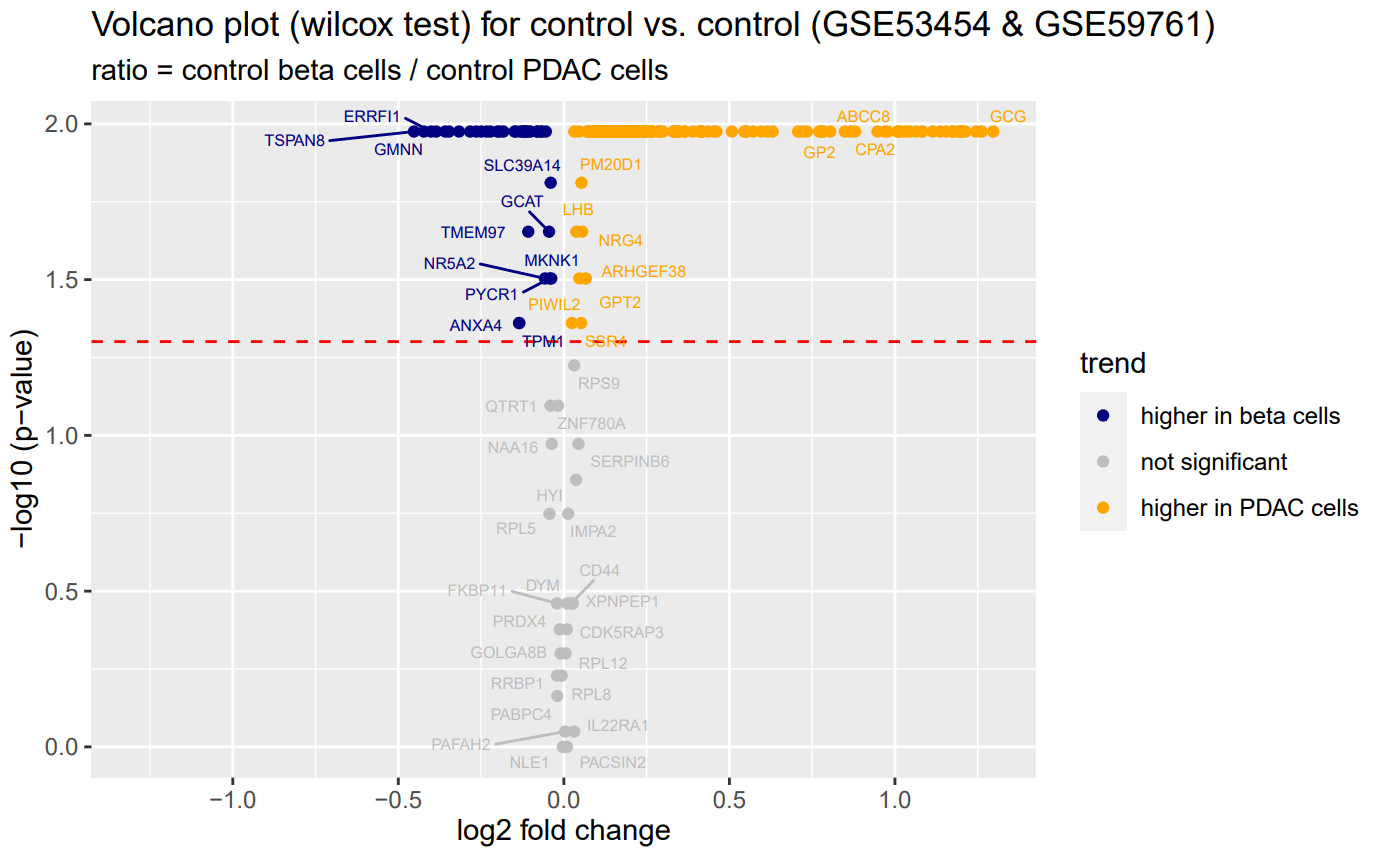 Volcano plot (wilcox test) for control vs. control (GSE53454 & GSE59761)
ratio = control beta cells / control PDAC cells
ERRFI1
ABCC8
GCG
2.0
TSPAN8
GMNN
GP2
CPA2
SLC39A14
PM20D1
GCAT
LHB
TMEM97
NRG4
NR5A2
MKNK1
ARHGEF38
1.5
PYCR1
PIWIL2
GPT2
ANXA4
TPM1
SSR4
RPS9
QTRT1
ZNF780A
1.0
NAA16
SERPINB6
HYI
RPL5
IMPA2
CD44
FKBP11
DYM
0.5
XPNPEP1
PRDX4
CDK5RAP3
GOLGA8B
RPL12
RRBP1
RPL8
PABPC4
IL22RA1
PAFAH2
0.0
NLE1
PACSIN2
−1.0
−0.5
0.0
0.5
1.0
log2 fold change
−log10 (p−value)
trend
higher in beta cells
not significant
higher in PDAC cells